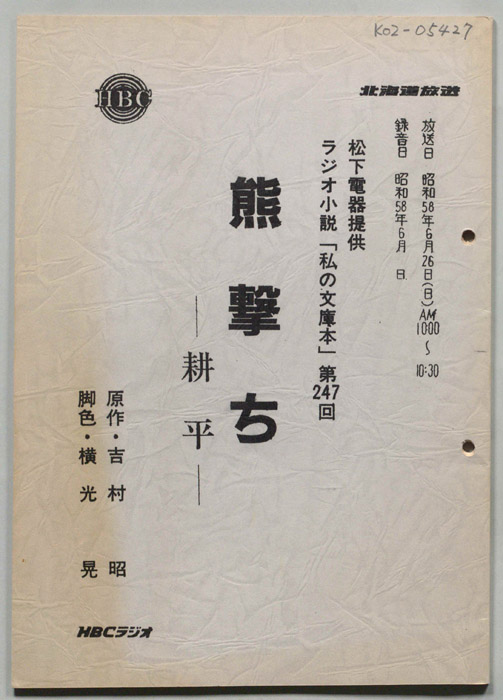 K02-05427
HBC
北海道放送
放送日 昭和58年6月26日(日)AM10:00～10:30
録音日 昭和58年6月 日
松下電器提供
ラジオ小説「私の文庫本」第247回
熊撃ち
―耕平―
原作・吉村 昭
脚色・横光 晃
HBCラジオ